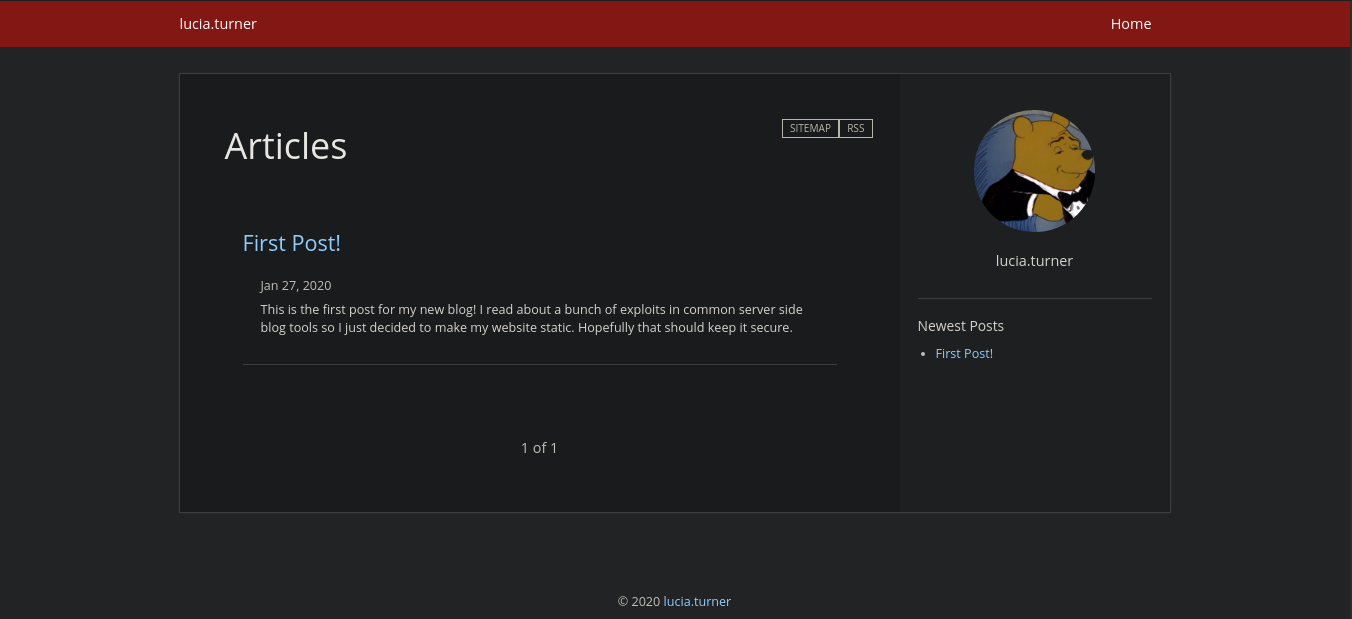 lucia.turner
Home
Articles
SITEMAP
RSS
First Post!
Jan 27, 2020
This is the first post for my new blog! I read about a bunch of exploits in common server side
blog tools so I just decided to make my website static. Hopefully that should keep it secure.
1 of 1
lucia.turner
Newest Posts
First Post!
© 2020 lucia.turner